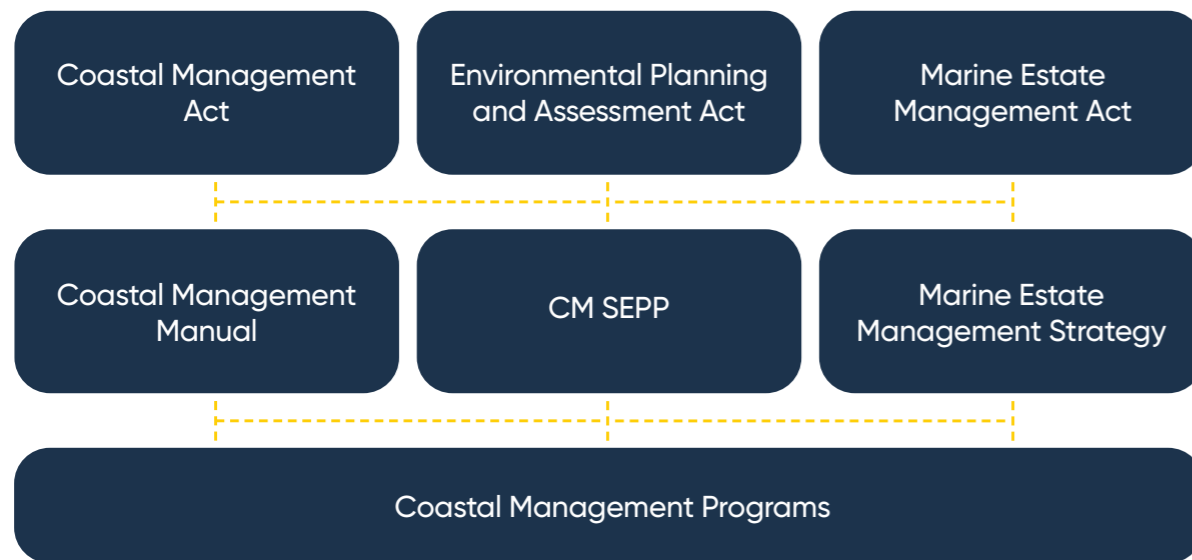 Coastal Management
Act
Environmental Planning
and Assessment Act
Marine Estate
Management Act
Coastal Management
Manual
CM SEPP
Marine Estate
Management Strategy
Coastal Management Programs